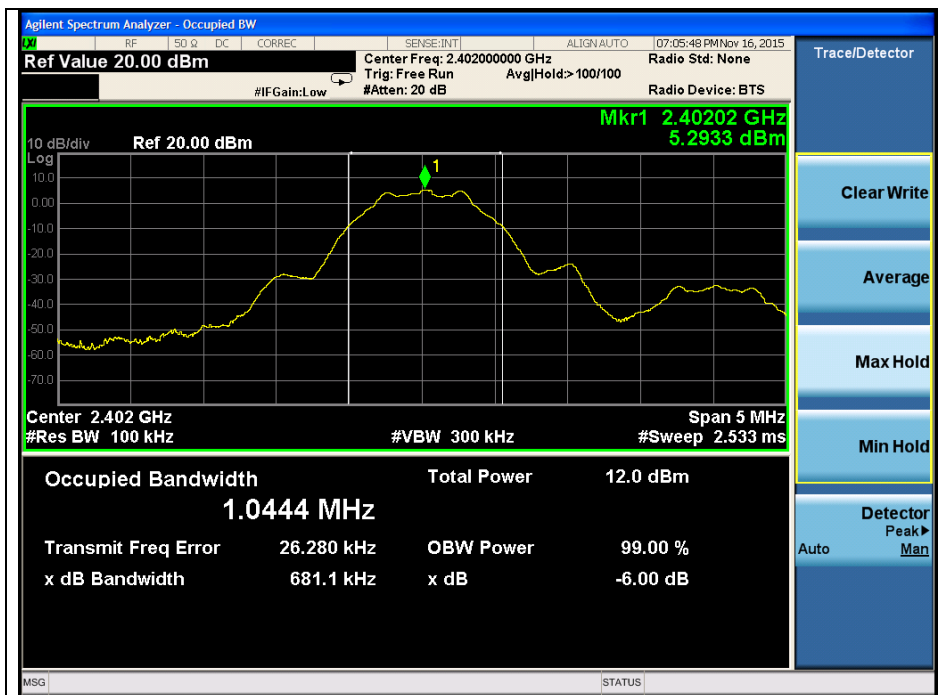 Agilent Spectrum Analyzer - Occupied BW
LXI RF 50 Ω DC CORREC SENSE:INT ALIGN AUTO 07:05:48 PM Nov 16, 2015
Ref Value 20.00 dBm
Center Freq: 2.402000000 GHz
Radio Std: None
Trig: Free Run Avg|Hold:>100/100
#IFGain:Low
#Atten: 20 dB
Radio Device: BTS
Trace/Detector
Mkr1 2.40202 GHz
5.2933 dBm
10 dB/div Ref 20.00 dBm
Log
1
10.0
0.00
-10.0
-20.0
-30.0
-40.0
-50.0
-60.0
-70.0
Center 2.402 GHz
Span 5 MHz
#Res BW 100 kHz
#VBW 300 kHz
#Sweep 2.533 ms
Clear Write
Average
Max Hold
Min Hold
Detector
Peak▶
Auto Man
Occupied Bandwidth
1.0444 MHz
Total Power 12.0 dBm
Transmit Freq Error 26.280 kHz
OBW Power 99.00 %
x dB Bandwidth 681.1 kHz
x dB -6.00 dB
MSG
STATUS